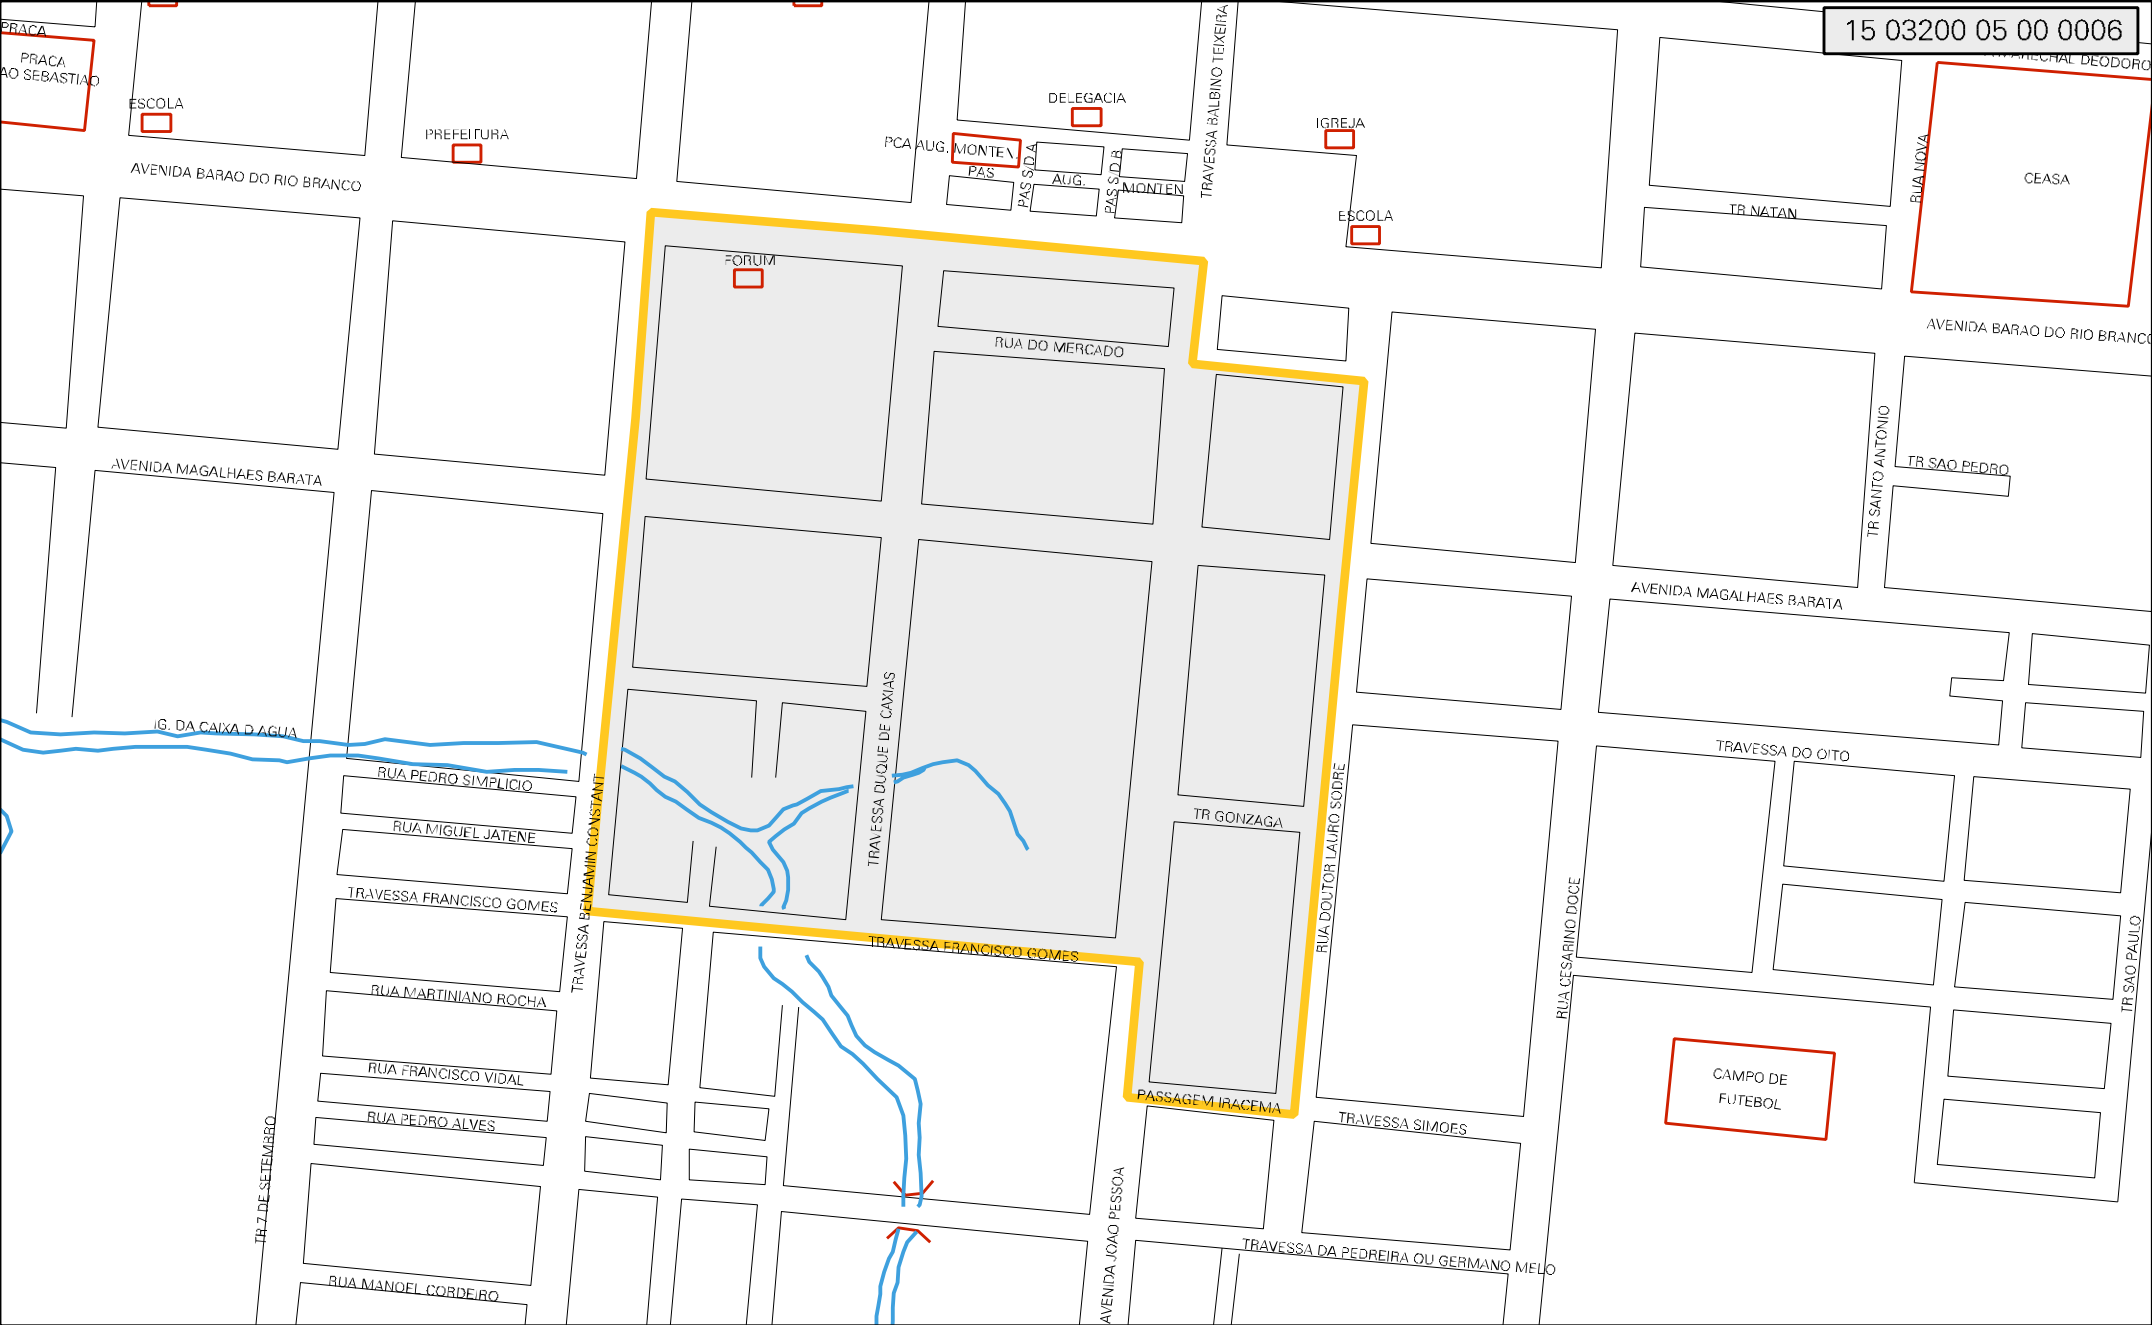 15 03200 05 00 0006
PRACA
PRACA
AO SEBASTIAO
ESCOLA
PREFEITURA
DELEGACIA
PCA AUG. MONTEN.
PAS
PAS S/D A
AUG.
PAS S.D B
MONTEN
TRAVESSA BALBINO TEIXEIRA
IGREJA
ESCOLA
TR NATAN
RUA NOVA
CEASA
AVENIDA BARAO DO RIO BRANCO
AVENIDA BARAO DO RIO BRANCO
FORUM
RUA DO MERCADO
AVENIDA MAGALHAES BARATA
TR SANTO ANTONIO
TR SAO PEDRO
AVENIDA MAGALHAES BARATA
IG. DA CAIXA D AGUA
TRAVESSA DUQUE DE CAXIAS
TRAVESSA DO OITO
RUA PEDRO SIMPLICIO
RUA MIGUEL JATENE
TRAVESSA BENJAMIN CONSTANT
TR GONZAGA
RUA DOUTOR LAURO SODRE
TRAVESSA FRANCISCO GOMES
TRAVESSA FRANCISCO GOMES
RUA CESARINO DOCE
TR SAO PAULO
RUA MARTINIANO ROCHA
RUA FRANCISCO VIDAL
RUA PEDRO ALVES
CAMPO DE
FUTEBOL
PASSAGEM IRACEMA
TRAVESSA SIMOES
TR 7 DE SETEMBRO
AVENIDA JOAO PESSOA
TRAVESSA DA PEDREIRA OU GERMANO MELO
RUA MANOEL CORDEIRO